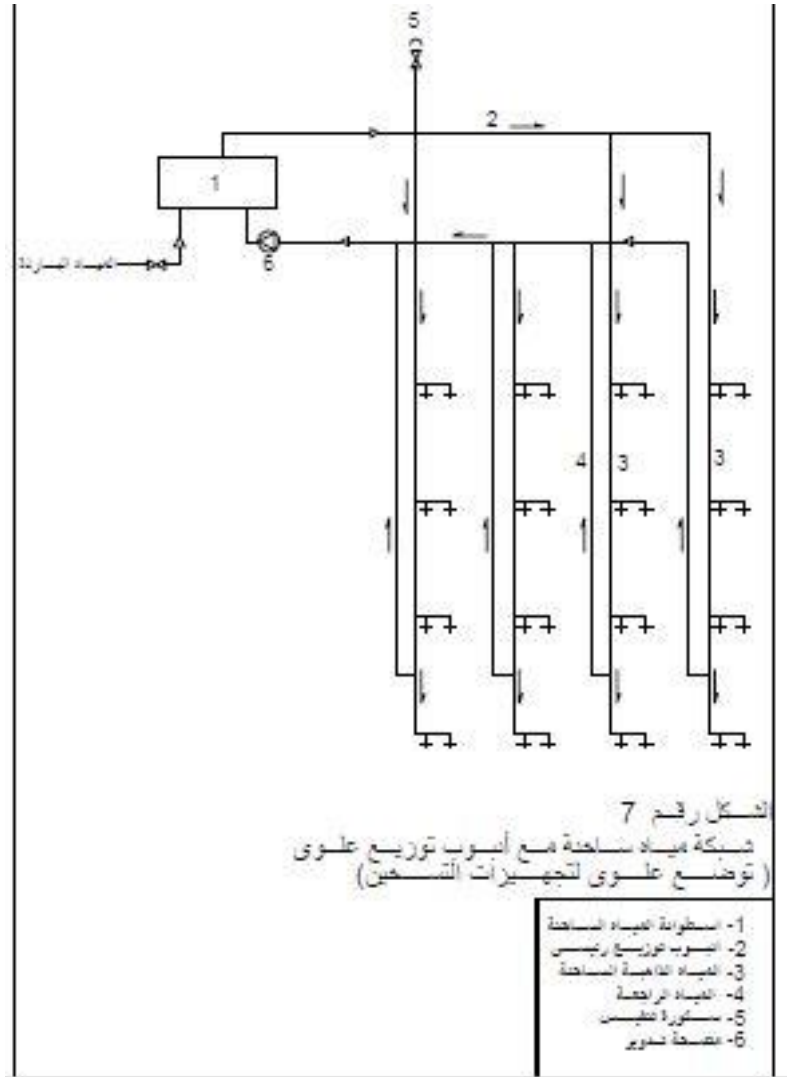 5
2
1
المياه الباردة
6
4
3
3
الشكل رقم 7
شبكة مياه ساخنة مع أنبوب توزيع علوى
( توضع علوى لتجهيزات التسخين)
1- اسطوانة المياه الساخنة
2- انبوب توزيع رئيسى
3- المياه الذاهبة الساخنة
4- المياه الراجعة
5- سكورة تنفيس
6- مضخة تدوير